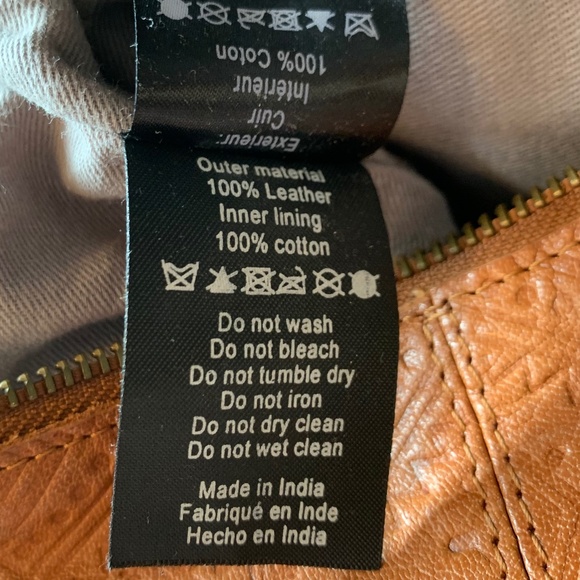 100% Coton
Intérieur
Cuir
Exterieur
Outer material
100% Leather
Inner lining
100% cotton
Do not wash
Do not bleach
Do not tumble dry
Do not iron
Do not dry clean
Do not wet clean
Made in India
Fabriqué en Inde
Hecho en India